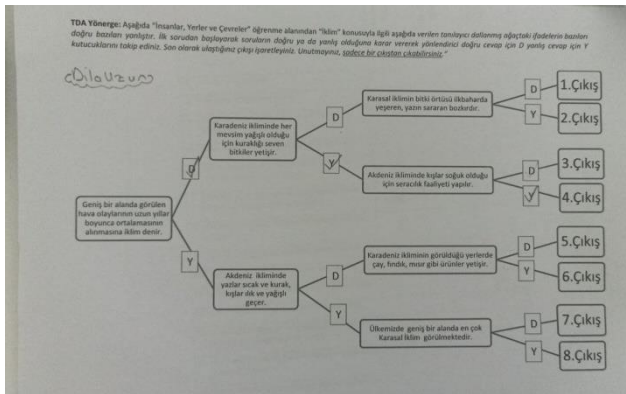 TDA Yönerge: Aşağıda "İnsanlar, Yerler ve Çevreler" öğrenme alanından "İklim" konusuyla ilgili aşağıda verilen tanılayıcı dallanmış ağaçtaki ifadelerin bazıları
doğru bazıları yanlıştır. İlk sorudan başlayarak soruların doğru ya da yanlış olduğuna karar vererek yönlendirici doğru cevap için D yanlış cevap için Y
kutucuklarını takip ediniz. Son olarak ulaştığınız çıkışı işaretleyiniz. Unutmayınız, sadece bir çıkıştan çıkabilirsiniz."
Geniş bir alanda görülen
hava olaylarının uzun yıllar
boyunca ortalamasının
alınmasına iklim denir.
D
Y
Karadeniz ikliminde her
mevsim yağışlı olduğu
için kuraklığı seven
bitkiler yetişir.
D
Y
Akdeniz ikliminde
yazlar sıcak ve kurak,
kışlar ılık ve yağışlı
geçer.
D
Y
Karasal iklimin bitki örtüsü ilkbaharda
yeşeren, yazın sararan bozkırdır.
D
Y
Akdeniz ikliminde kışlar soğuk olduğu
için seracılık faaliyeti yapılır.
D
Y
Karadeniz ikliminin görüldüğü yerlerde
çay, fındık, mısır gibi ürünler yetişir.
D
Y
Ülkemizde geniş bir alanda en çok
Karasal İklim görülmektedir.
D
Y
1.Çıkış
2.Çıkış
3.Çıkış
4.Çıkış
5.Çıkış
6.Çıkış
7.Çıkış
8.Çıkış